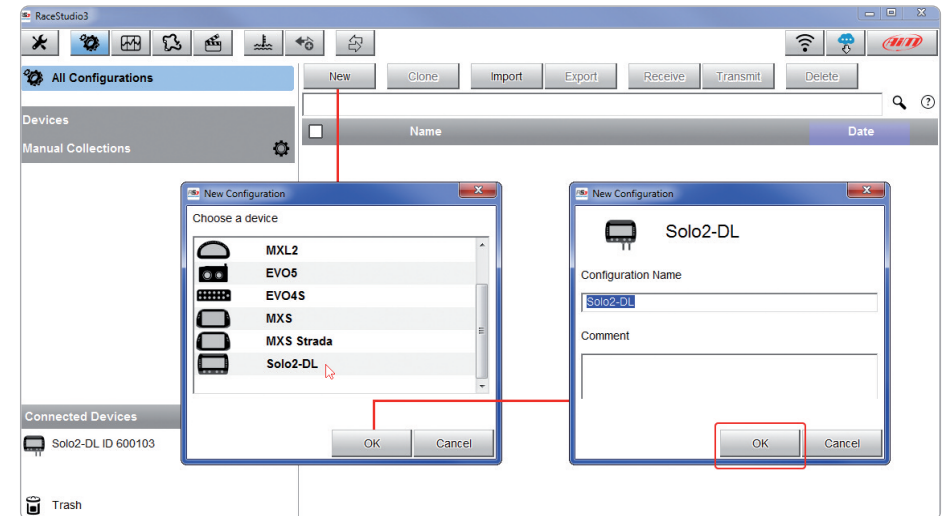 RaceStudio3
AiM
All Configurations
New Clone Import Export Receive Transmit Delete
Devices
Name Date
Manual Collections
New Configuration
Choose a device
MXL2
EVO5
EVO4S
MXS
MXS Strada
Solo2-DL
OK Cancel
New Configuration
Solo2-DL
Configuration Name
Solo2-DL
Comment
OK Cancel
Connected Devices
Solo2-DL ID 600103
Trash